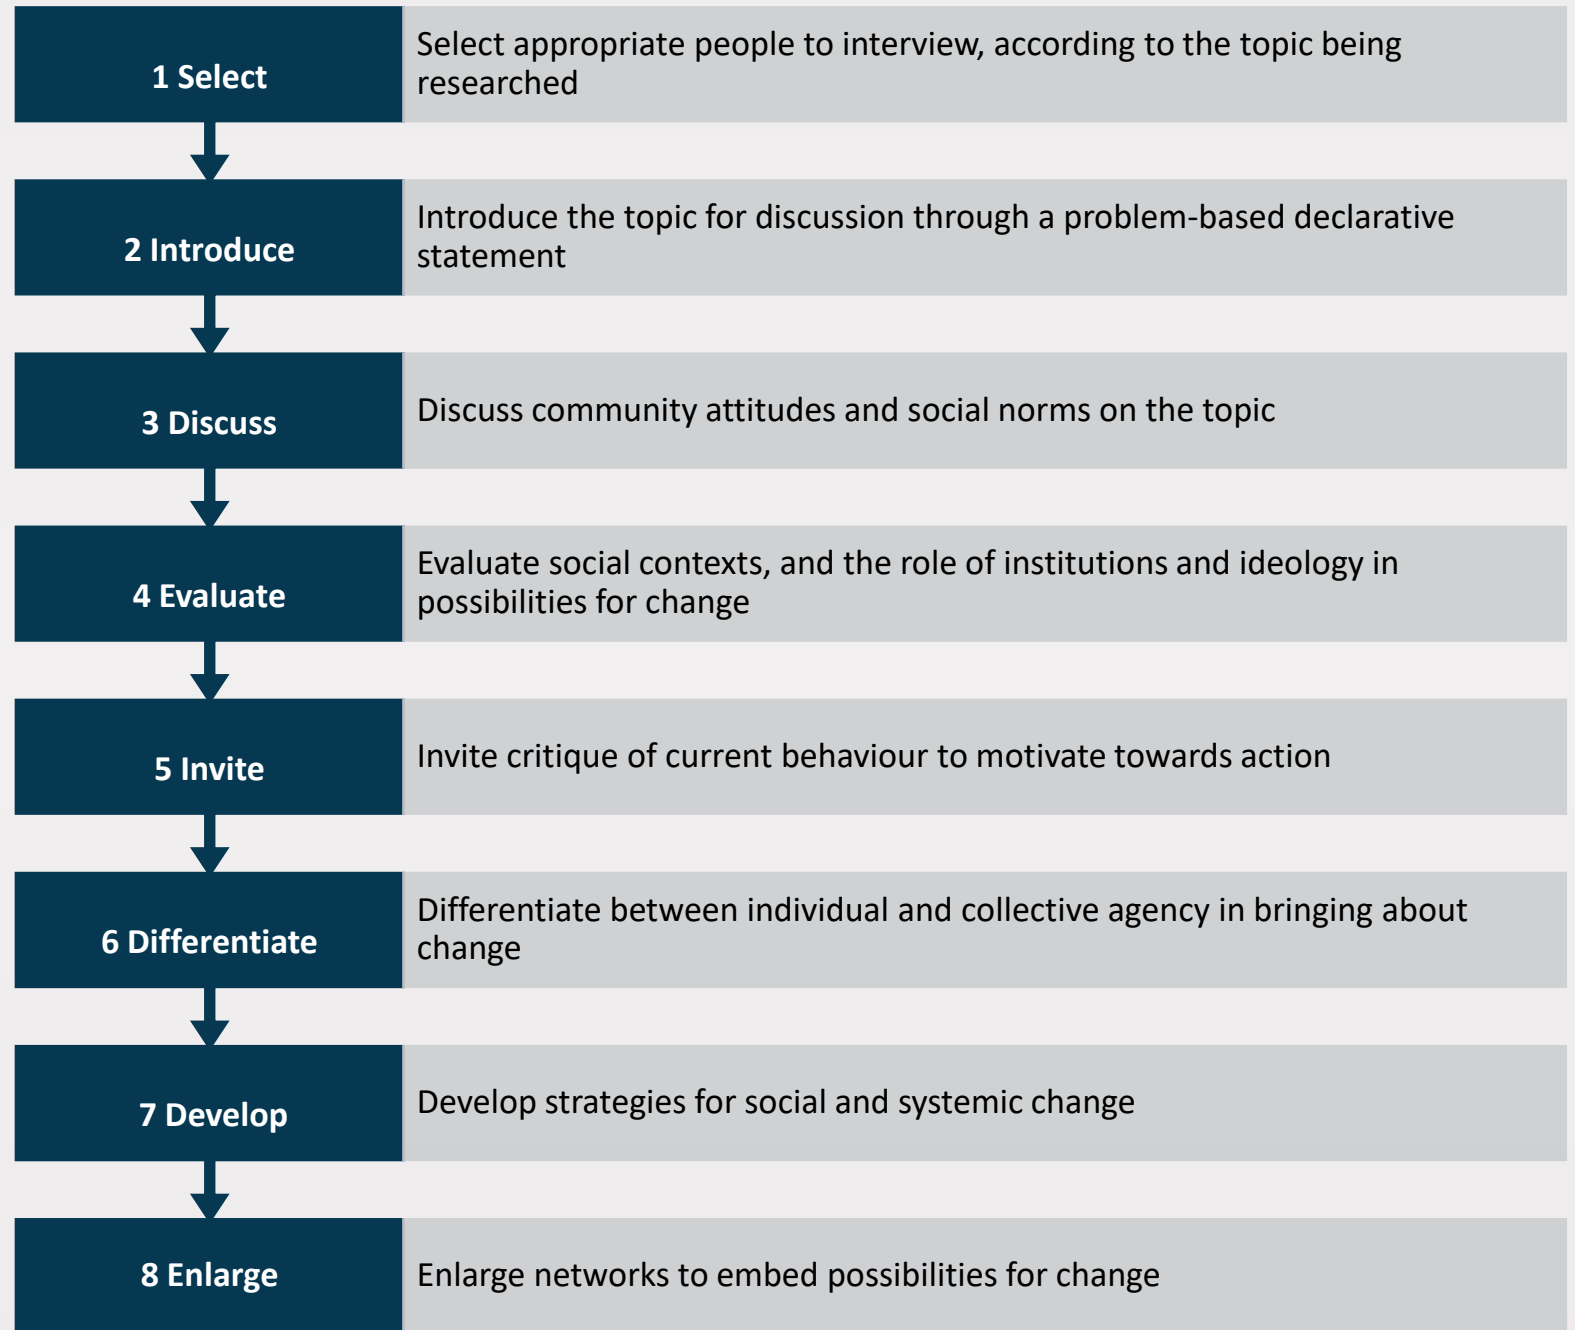 1 Select
Select appropriate people to interview, according to the topic being
researched
2 Introduce
Introduce the topic for discussion through a problem-based declarative
statement
3 Discuss
Discuss community attitudes and social norms on the topic
4 Evaluate
Evaluate social contexts, and the role of institutions and ideology in
possibilities for change
5 Invite
Invite critique of current behaviour to motivate towards action
6 Differentiate
Differentiate between individual and collective agency in bringing about
change
7 Develop
Develop strategies for social and systemic change
8 Enlarge
Enlarge networks to embed possibilities for change